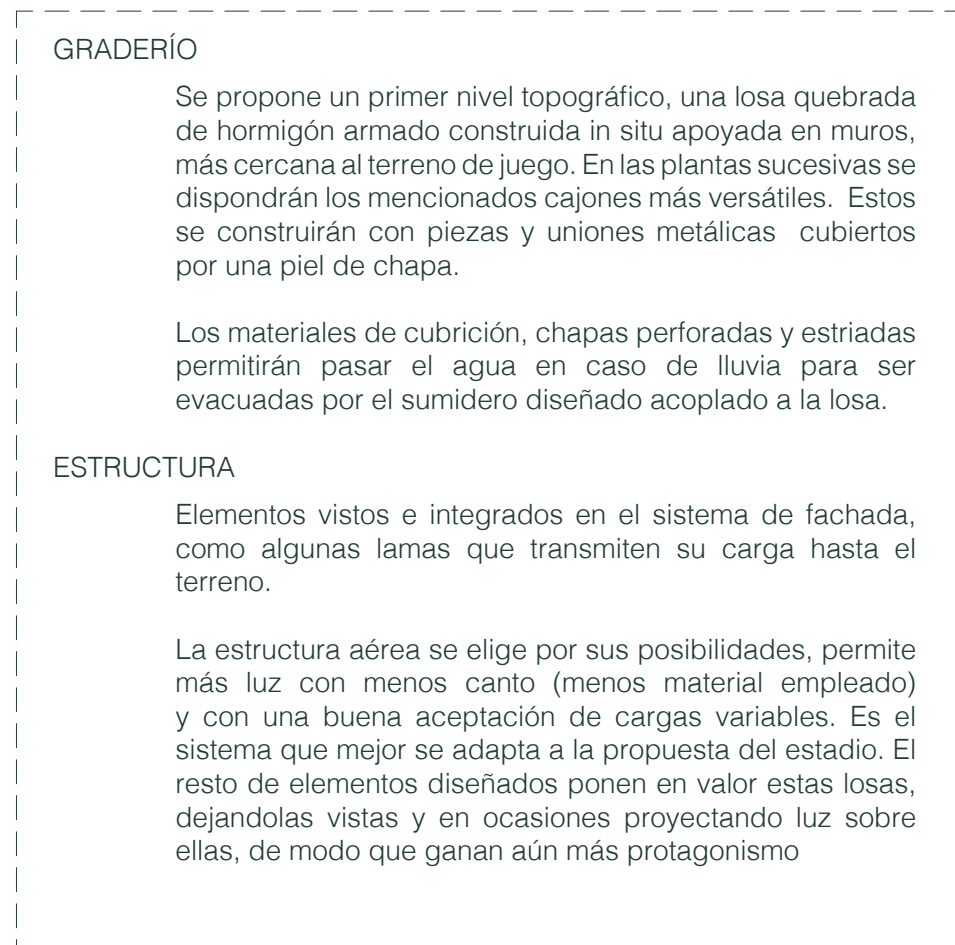 GRADERÍO
Se propone un primer nivel topográfico, una losa quebrada
de hormigón armado construida in situ apoyada en muros,
más cercana al terreno de juego. En las plantas sucesivas se
dispondrán los mencionados cajones más versátiles.  Estos
se construirán con piezas y uniones metálicas  cubiertos
por una piel de chapa.
Los materiales de cubrición, chapas perforadas y estriadas
permitirán pasar el agua en caso de lluvia para ser
evacuadas por el sumidero diseñado acoplado a la losa.
ESTRUCTURA
Elementos vistos e integrados en el sistema de fachada,
como algunas lamas que transmiten su carga hasta el
terreno.
La estructura aérea se elige por sus posibilidades, permite
más luz con menos canto (menos material empleado)
y con una buena aceptación de cargas variables. Es el
sistema que mejor se adapta a la propuesta del estadio. El
resto de elementos diseñados ponen en valor estas losas,
dejandolas vistas y en ocasiones proyectando luz sobre
ellas, de modo que ganan aún más protagonismo